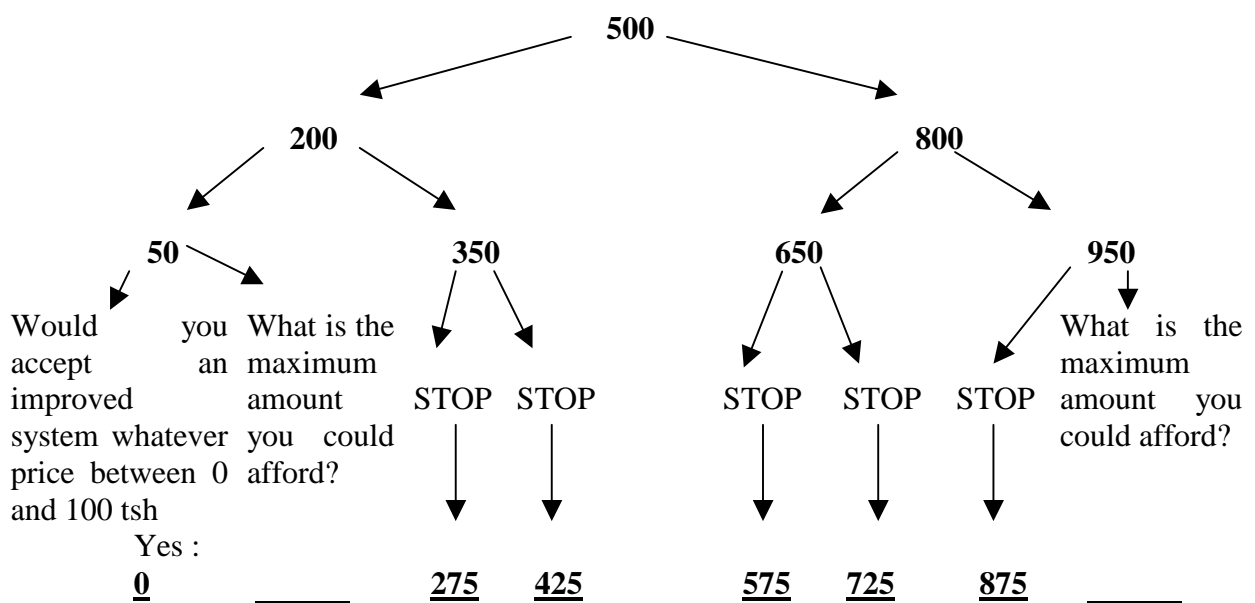 500
200 800
50 350 650 950
Would you
accept an
improved
system whatever
price between 0
and 100 tsh
Yes :
What is the
maximum
amount
you could
afford?
STOP STOP STOP STOP STOP
What is the
maximum
amount you
could afford?
0 275 425 575 725 875